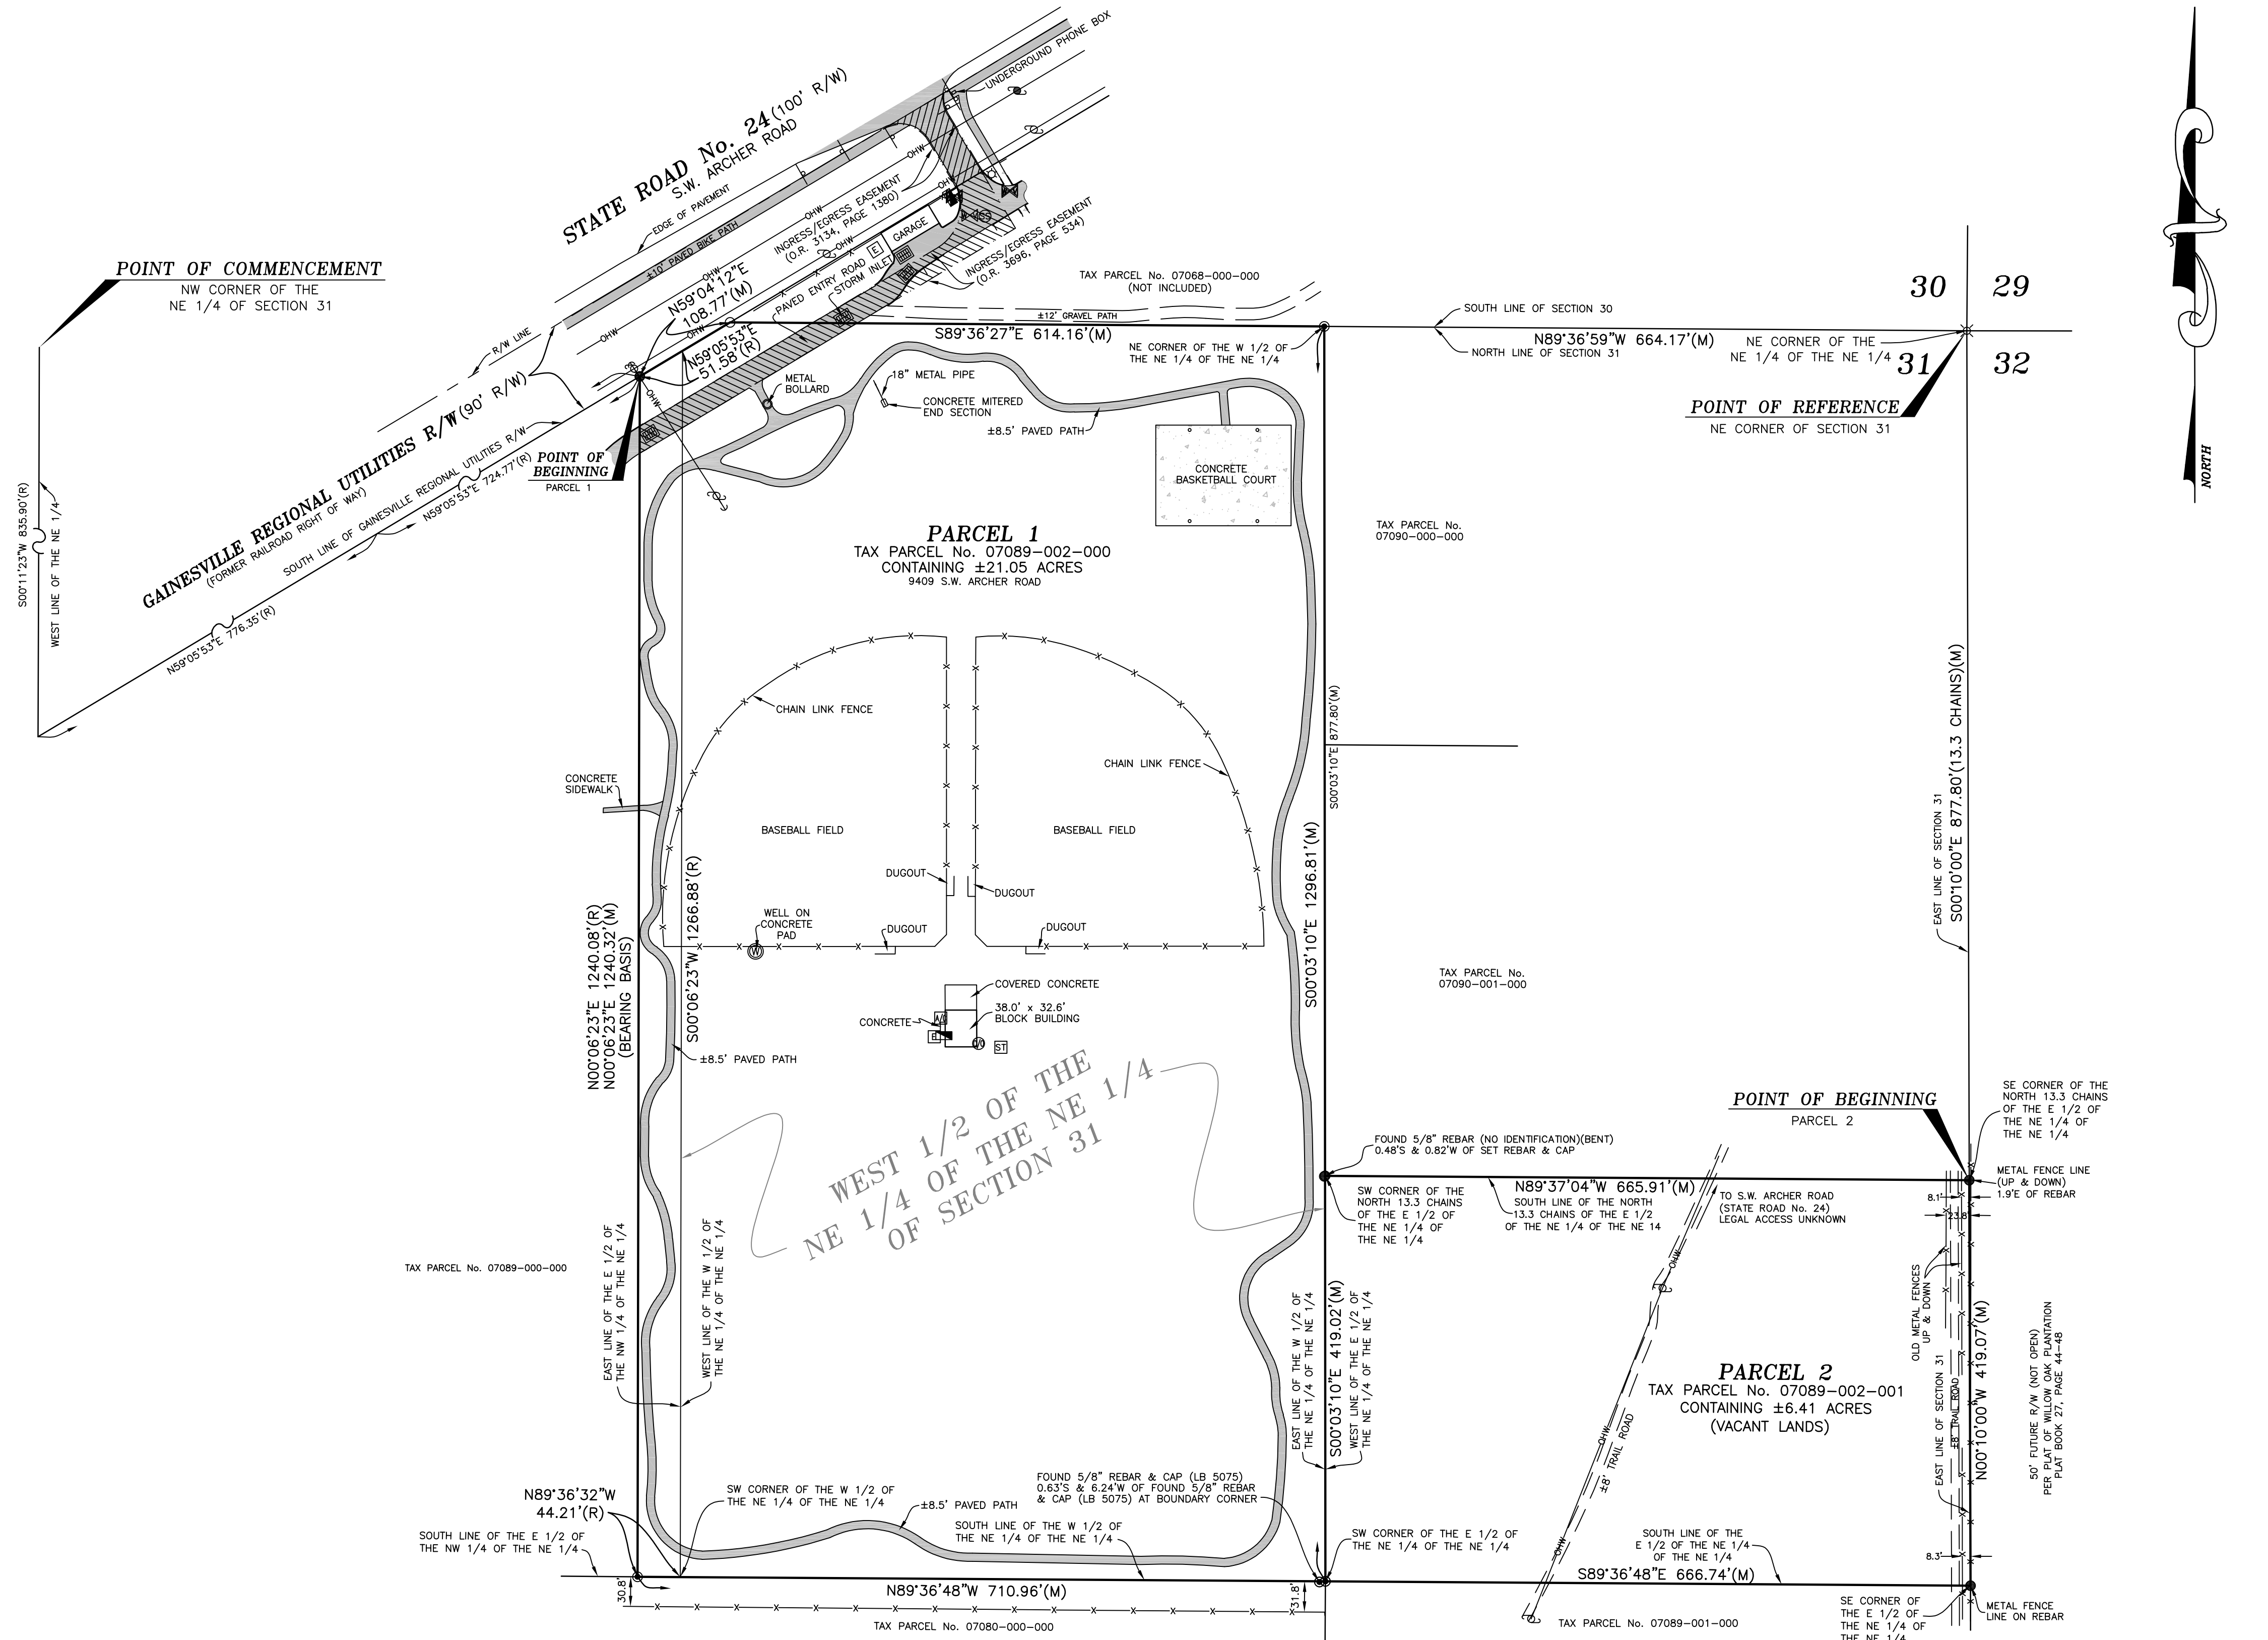 STATE ROAD No. 24 (100' R/W)
S.W. ARCHER ROAD
EDGE OF PAVEMENT
±10' PAVED BIKE PATH
UNDERGROUND PHONE BOX
OHW
OHW
OHW
OHW
OHW
OHW
OHW
OHW
OHW
OHW
INGRESS/EGRESS EASEMENT
(O.R. 3134, PAGE 1380)
GARAGE
E
INGRESS/EGRESS EASEMENT
(O.R. 3696, PAGE 534)
PAVED ENTRY ROAD
STORM INLET
N59°04'12"E
108.77'(M)
N59°05'53"E
51.58'(R)
POINT OF COMMENCEMENT
NW CORNER OF THE
NE 1/4 OF SECTION 31
R/W LINE
GAINESVILLE REGIONAL UTILITIES R/W (90' R/W)
(FORMER RAILROAD RIGHT OF WAY)
SOUTH LINE OF GAINESVILLE REGIONAL UTILITIES R/W
N59°05'53"E 724.77'(R)
N59°05'53"E 776.35'(R)
S00°11'23"W 835.90'(R)
WEST LINE OF THE NE 1/4
POINT OF
BEGINNING
PARCEL 1
TAX PARCEL No. 07068-000-000
(NOT INCLUDED)
±12' GRAVEL PATH
S89°36'27"E 614.16'(M)
NE CORNER OF THE W 1/2 OF
THE NE 1/4 OF THE NE 1/4
SOUTH LINE OF SECTION 30
NORTH LINE OF SECTION 31
N89°36'59"W 664.17'(M)
NE CORNER OF THE
NE 1/4 OF THE NE 1/4
30
29
31
32
POINT OF REFERENCE
NE CORNER OF SECTION 31
NORTH
METAL
BOLLARD
18" METAL PIPE
CONCRETE MITERED
END SECTION
±8.5' PAVED PATH
CONCRETE
BASKETBALL COURT
PARCEL 1
TAX PARCEL No. 07089-002-000
CONTAINING ±21.05 ACRES
9409 S.W. ARCHER ROAD
TAX PARCEL No.
07090-000-000
CHAIN LINK FENCE
CHAIN LINK FENCE
S00°03'10"E 877.80'(M)
CONCRETE
SIDEWALK
BASEBALL FIELD
BASEBALL FIELD
DUGOUT
DUGOUT
WELL ON
CONCRETE
PAD
W
DUGOUT
DUGOUT
N00°06'23"E 1240.08'(R)
N00°06'23"E 1240.32'(M)
(BEARING BASIS)
S00°06'23"W 1266.88'(R)
S00°03'10"E 1296.81'(M)
EAST LINE OF SECTION 31
S00°10'00"E 877.80'(13.3 CHAINS)(M)
TAX PARCEL No.
07090-001-000
COVERED CONCRETE
38.0' x 32.6'
BLOCK BUILDING
CONCRETE
A/C
E
C/O
ST
±8.5' PAVED PATH
WEST 1/2 OF THE
NE 1/4 OF THE NE 1/4
OF SECTION 31
POINT OF BEGINNING
PARCEL 2
SE CORNER OF THE
NORTH 13.3 CHAINS
OF THE E 1/2 OF
THE NE 1/4 OF
THE NE 1/4
FOUND 5/8" REBAR (NO IDENTIFICATION)(BENT)
0.48'S & 0.82'W OF SET REBAR & CAP
METAL FENCE LINE
(UP & DOWN)
1.9'E OF REBAR
N89°37'04"W 665.91'(M)
SW CORNER OF THE
NORTH 13.3 CHAINS
OF THE E 1/2 OF
THE NE 1/4 OF
THE NE 1/4
SOUTH LINE OF THE NORTH
13.3 CHAINS OF THE E 1/2
OF THE NE 1/4 OF THE NE 14
TO S.W. ARCHER ROAD
(STATE ROAD No. 24)
LEGAL ACCESS UNKNOWN
8.1'
23.8'
TAX PARCEL No. 07089-000-000
EAST LINE OF THE E 1/2 OF
THE NW 1/4 OF THE NE 1/4
WEST LINE OF THE W 1/2 OF
THE NE 1/4 OF THE NE 1/4
EAST LINE OF THE W 1/2 OF
THE NE 1/4 OF THE NE 1/4
S00°03'10"E 419.02'(M)
WEST LINE OF THE E 1/2 OF
THE NE 1/4 OF THE NE 1/4
OHW
OHW
OHW
±8' TRAIL ROAD
PARCEL 2
TAX PARCEL No. 07089-002-001
CONTAINING ±6.41 ACRES
(VACANT LANDS)
OLD METAL FENCES
UP & DOWN
EAST LINE OF SECTION 31
±8' TRAIL ROAD
N00°10'00"W 419.07'(M)
50' FUTURE R/W (NOT OPEN)
PER PLAT OF WILLOW OAK PLANTATION
PLAT BOOK 27, PAGE 44-48
N89°36'32"W
44.21'(R)
SOUTH LINE OF THE E 1/2 OF
THE NW 1/4 OF THE NE 1/4
SW CORNER OF THE W 1/2 OF
THE NE 1/4 OF THE NE 1/4
±8.5' PAVED PATH
SOUTH LINE OF THE W 1/2 OF
THE NE 1/4 OF THE NE 1/4
FOUND 5/8" REBAR & CAP (LB 5075)
0.63'S & 6.24'W OF FOUND 5/8" REBAR
& CAP (LB 5075) AT BOUNDARY CORNER
SW CORNER OF THE E 1/2 OF
THE NE 1/4 OF THE NE 1/4
SOUTH LINE OF THE
E 1/2 OF THE NE 1/4
OF THE NE 1/4
8.3'
30.8'
N89°36'48"W 710.96'(M)
31.8'
S89°36'48"E 666.74'(M)
TAX PARCEL No. 07080-000-000
TAX PARCEL No. 07089-001-000
SE CORNER OF
THE E 1/2 OF
THE NE 1/4 OF
THE NE 1/4
METAL FENCE
LINE ON REBAR